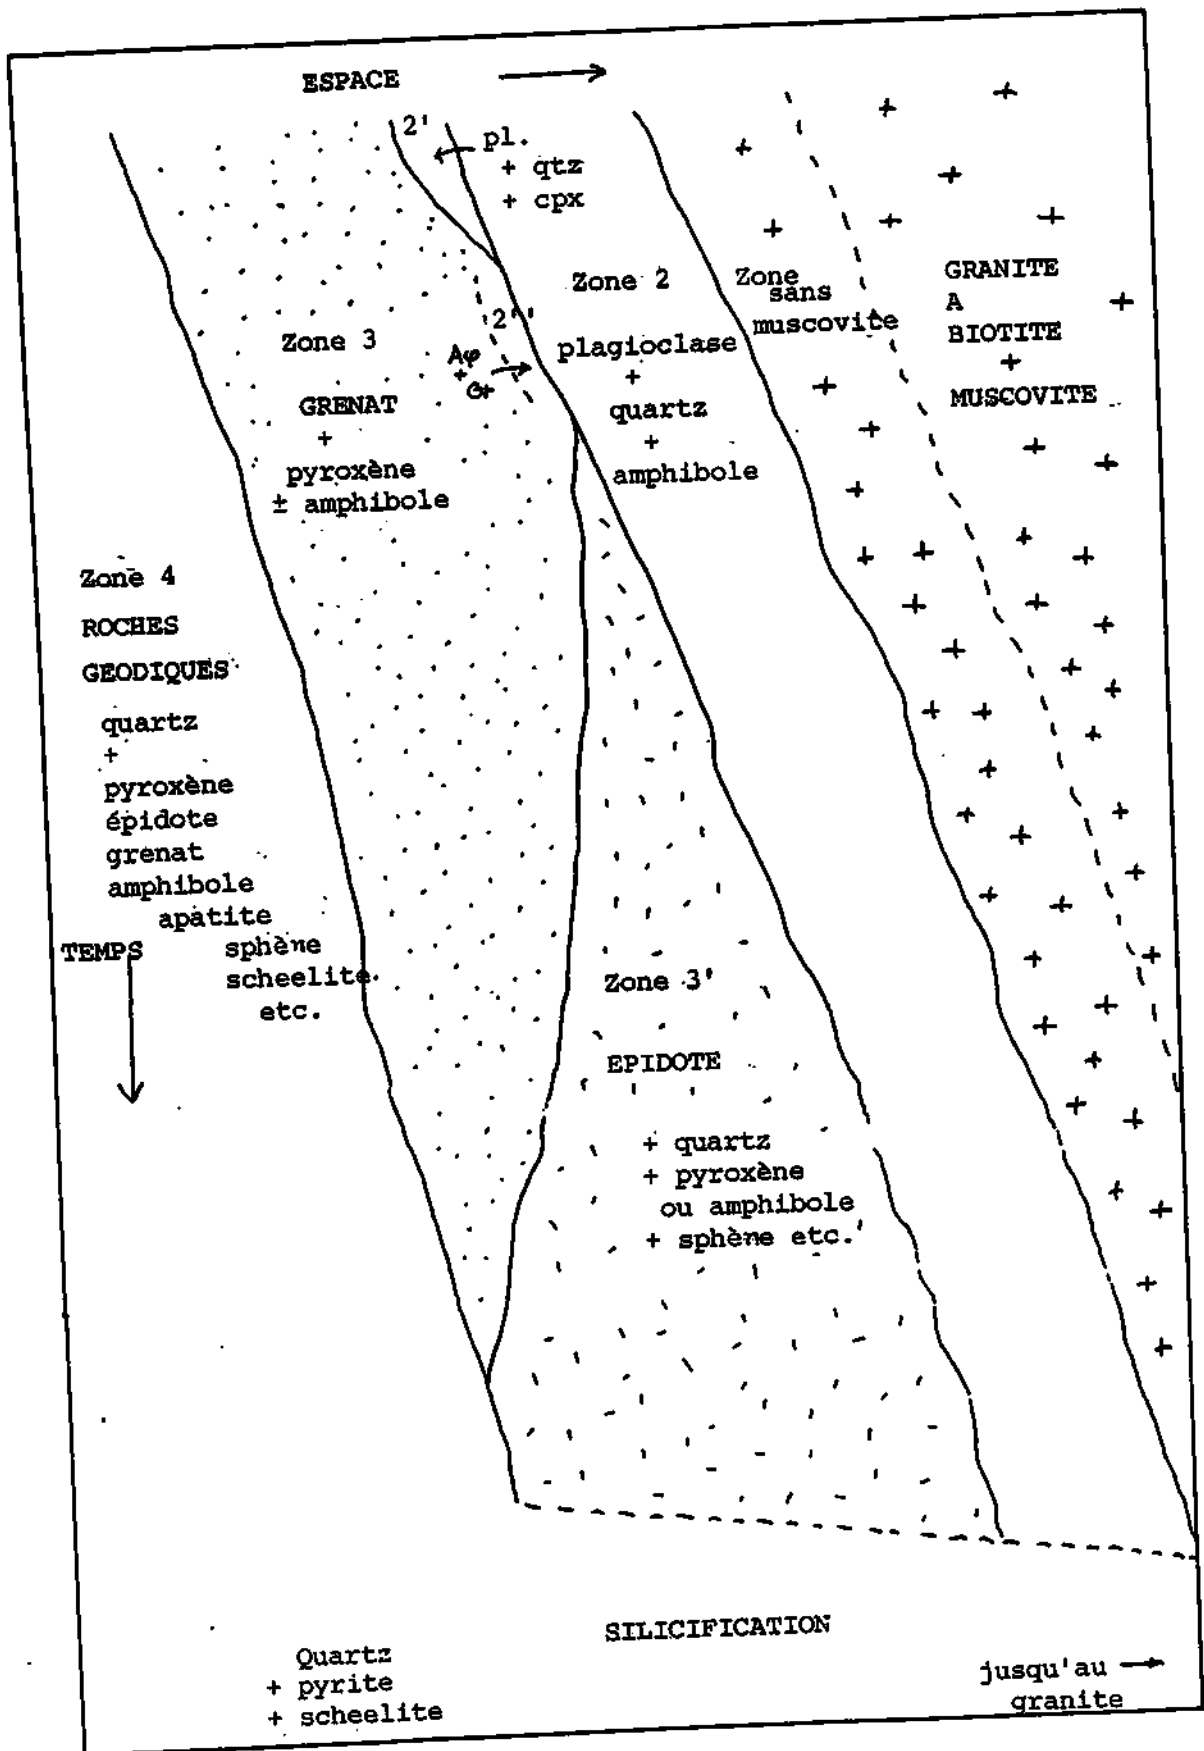 ESPACE
2'
pl.
+ qtz
+ cpx
Zone 2
plagioclase
+
quartz
+
amphibole
Zone
sans
muscovite
GRANITE
A
BIOTITE
+
MUSCOVITE
2''
Zone 3
GRENAT
+
pyroxène
± amphibole
Aφ
+
Gt
Zone 4
ROCHES
GEODIQUES
quartz
+
pyroxène
épidote
grenat
amphibole
apatite
sphène
scheelite
etc.
TEMPS
Zone 3'
EPIDOTE
+ quartz
+ pyroxène
ou amphibole
+ sphène etc.
SILICIFICATION
Quartz
+ pyrite
+ scheelite
jusqu'au
granite